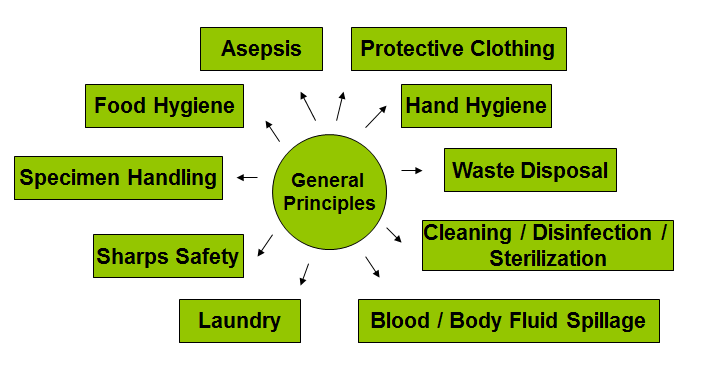 Asepsis
Protective Clothing
Food Hygiene
Hand Hygiene
Specimen Handling
General
Principles
Waste Disposal
Sharps Safety
Cleaning / Disinfection /
Sterilization
Laundry
Blood / Body Fluid Spillage